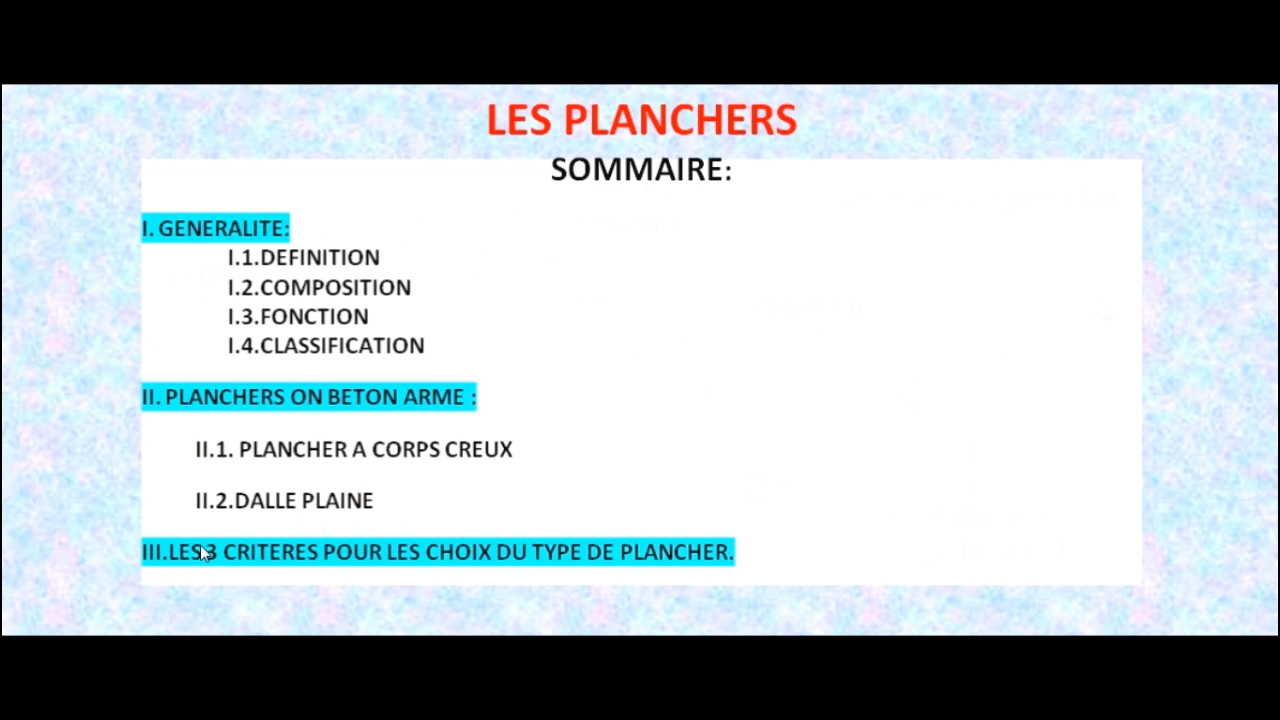 LES PLANCHERS
SOMMAIRE:
I. GENERALITE:
I.1.DEFINITION
I.2.COMPOSITION
I.3.FONCTION
I.4.CLASSIFICATION
II. PLANCHERS ON BETON ARME :
II.1. PLANCHER A CORPS CREUX
II.2.DALLE PLAINE
III.LES 3 CRITERES POUR LES CHOIX DU TYPE DE PLANCHER.